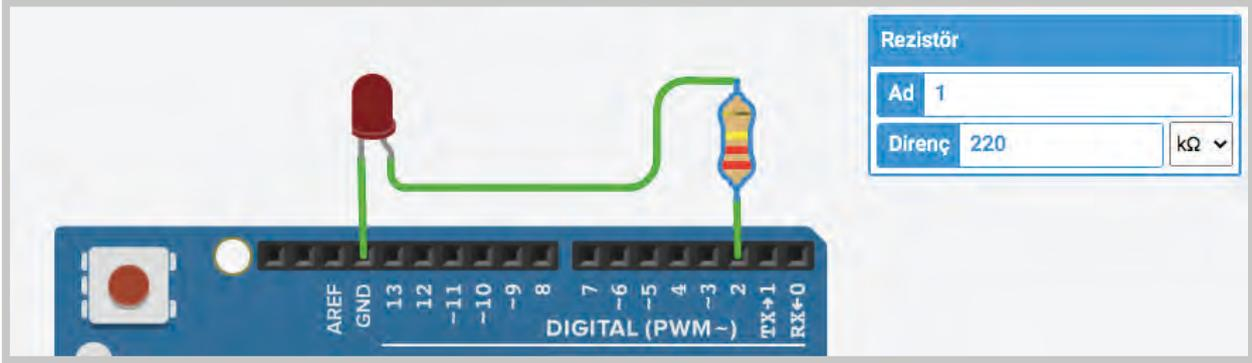 Rezistör
Ad 1
Direnç 220 kΩ
AREF
GND
13
12
~11
~10
~9
8
7
~6
~5
4
~3
2
TX→1
RX←0
DIGITAL (PWM~)